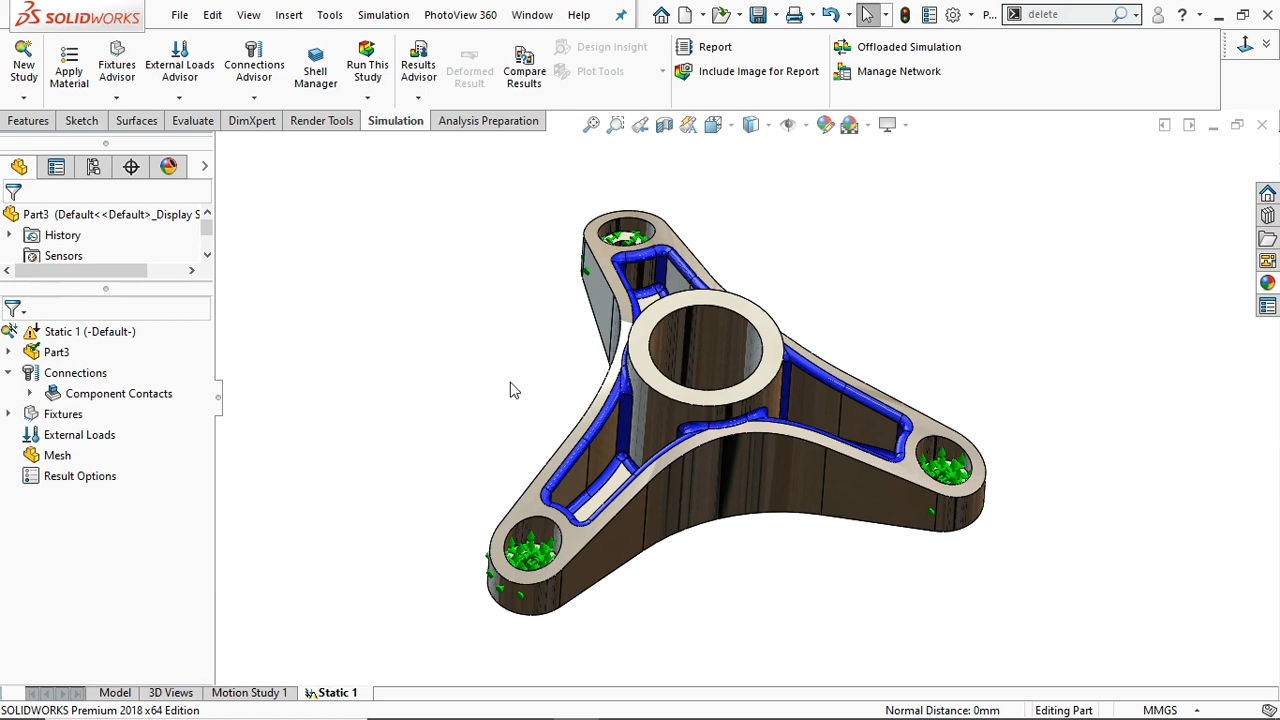 SOLIDWORKS File Edit View Insert Tools Simulation PhotoView 360 Window Help P... delete ?
New Study
Apply Material
Fixtures Advisor
External Loads Advisor
Connections Advisor
Shell Manager
Run This Study
Results Advisor
Deformed Result
Compare Results
Design Insight
Plot Tools
Report
Include Image for Report
Offloaded Simulation
Manage Network
Features Sketch Surfaces Evaluate DimXpert Render Tools Simulation Analysis Preparation
Part3 (Default<<Default>_Display S
History
Sensors
Static 1 (-Default-)
Part3
Connections
Component Contacts
Fixtures
External Loads
Mesh
Result Options
Model 3D Views Motion Study 1 Static 1
SOLIDWORKS Premium 2018 x64 Edition Normal Distance: 0mm Editing Part MMGS